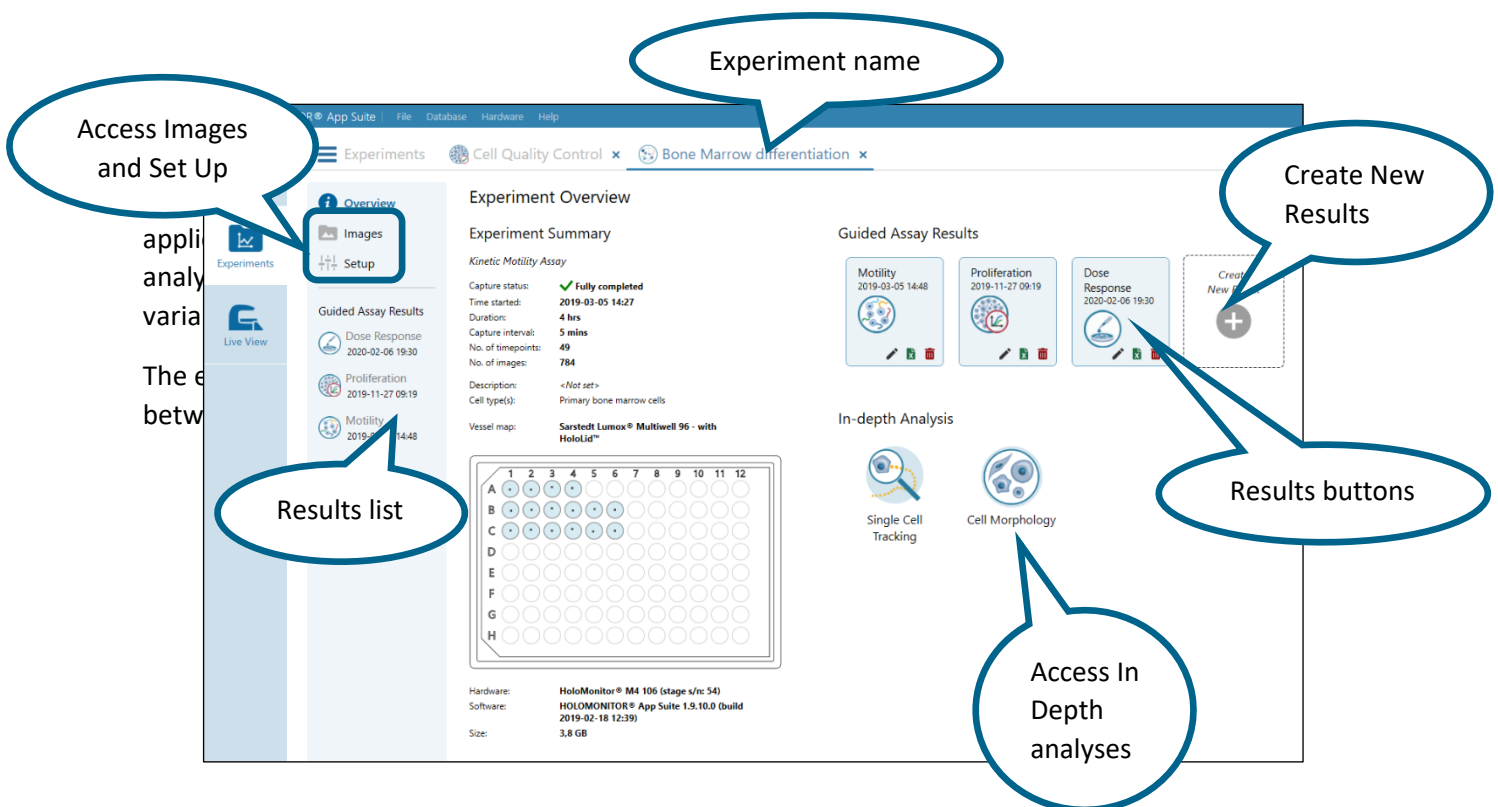 Experiment name
Access Images
and Set Up
R® App Suite | File Database Hardware Help
Experiments
Cell Quality Control ×
Bone Marrow differentiation ×
Create New
Results
Overview
Images
Setup
Experiments
Live View
appli
analy
varia
The e
betw
Guided Assay Results
Dose Response
2020-02-06 19:30
Proliferation
2019-11-27 09:19
Motility
14:48
Results list
Experiment Overview
Experiment Summary
Kinetic Motility Assay
Capture status: Fully completed
Time started: 2019-03-05 14:27
Duration: 4 hrs
Capture interval: 5 mins
No. of timepoints: 49
No. of images: 784
Description: <Not set>
Cell type(s): Primary bone marrow cells
Vessel map: Sarstedt Lumox® Multiwell 96 - with
HoloLid™
1 2 3 4 5 6 7 8 9 10 11 12
A
B
C
D
E
F
G
H
Hardware: HoloMonitor® M4 106 (stage s/n: 54)
Software: HOLOMONITOR® App Suite 1.9.10.0 (build
2019-02-18 12:39)
Size: 3,8 GB
Guided Assay Results
Motility
2019-03-05 14:48
Proliferation
2019-11-27 09:19
Dose
Response
2020-02-06 19:30
Creat
New
Results buttons
In-depth Analysis
Single Cell
Tracking
Cell Morphology
Access In
Depth
analyses